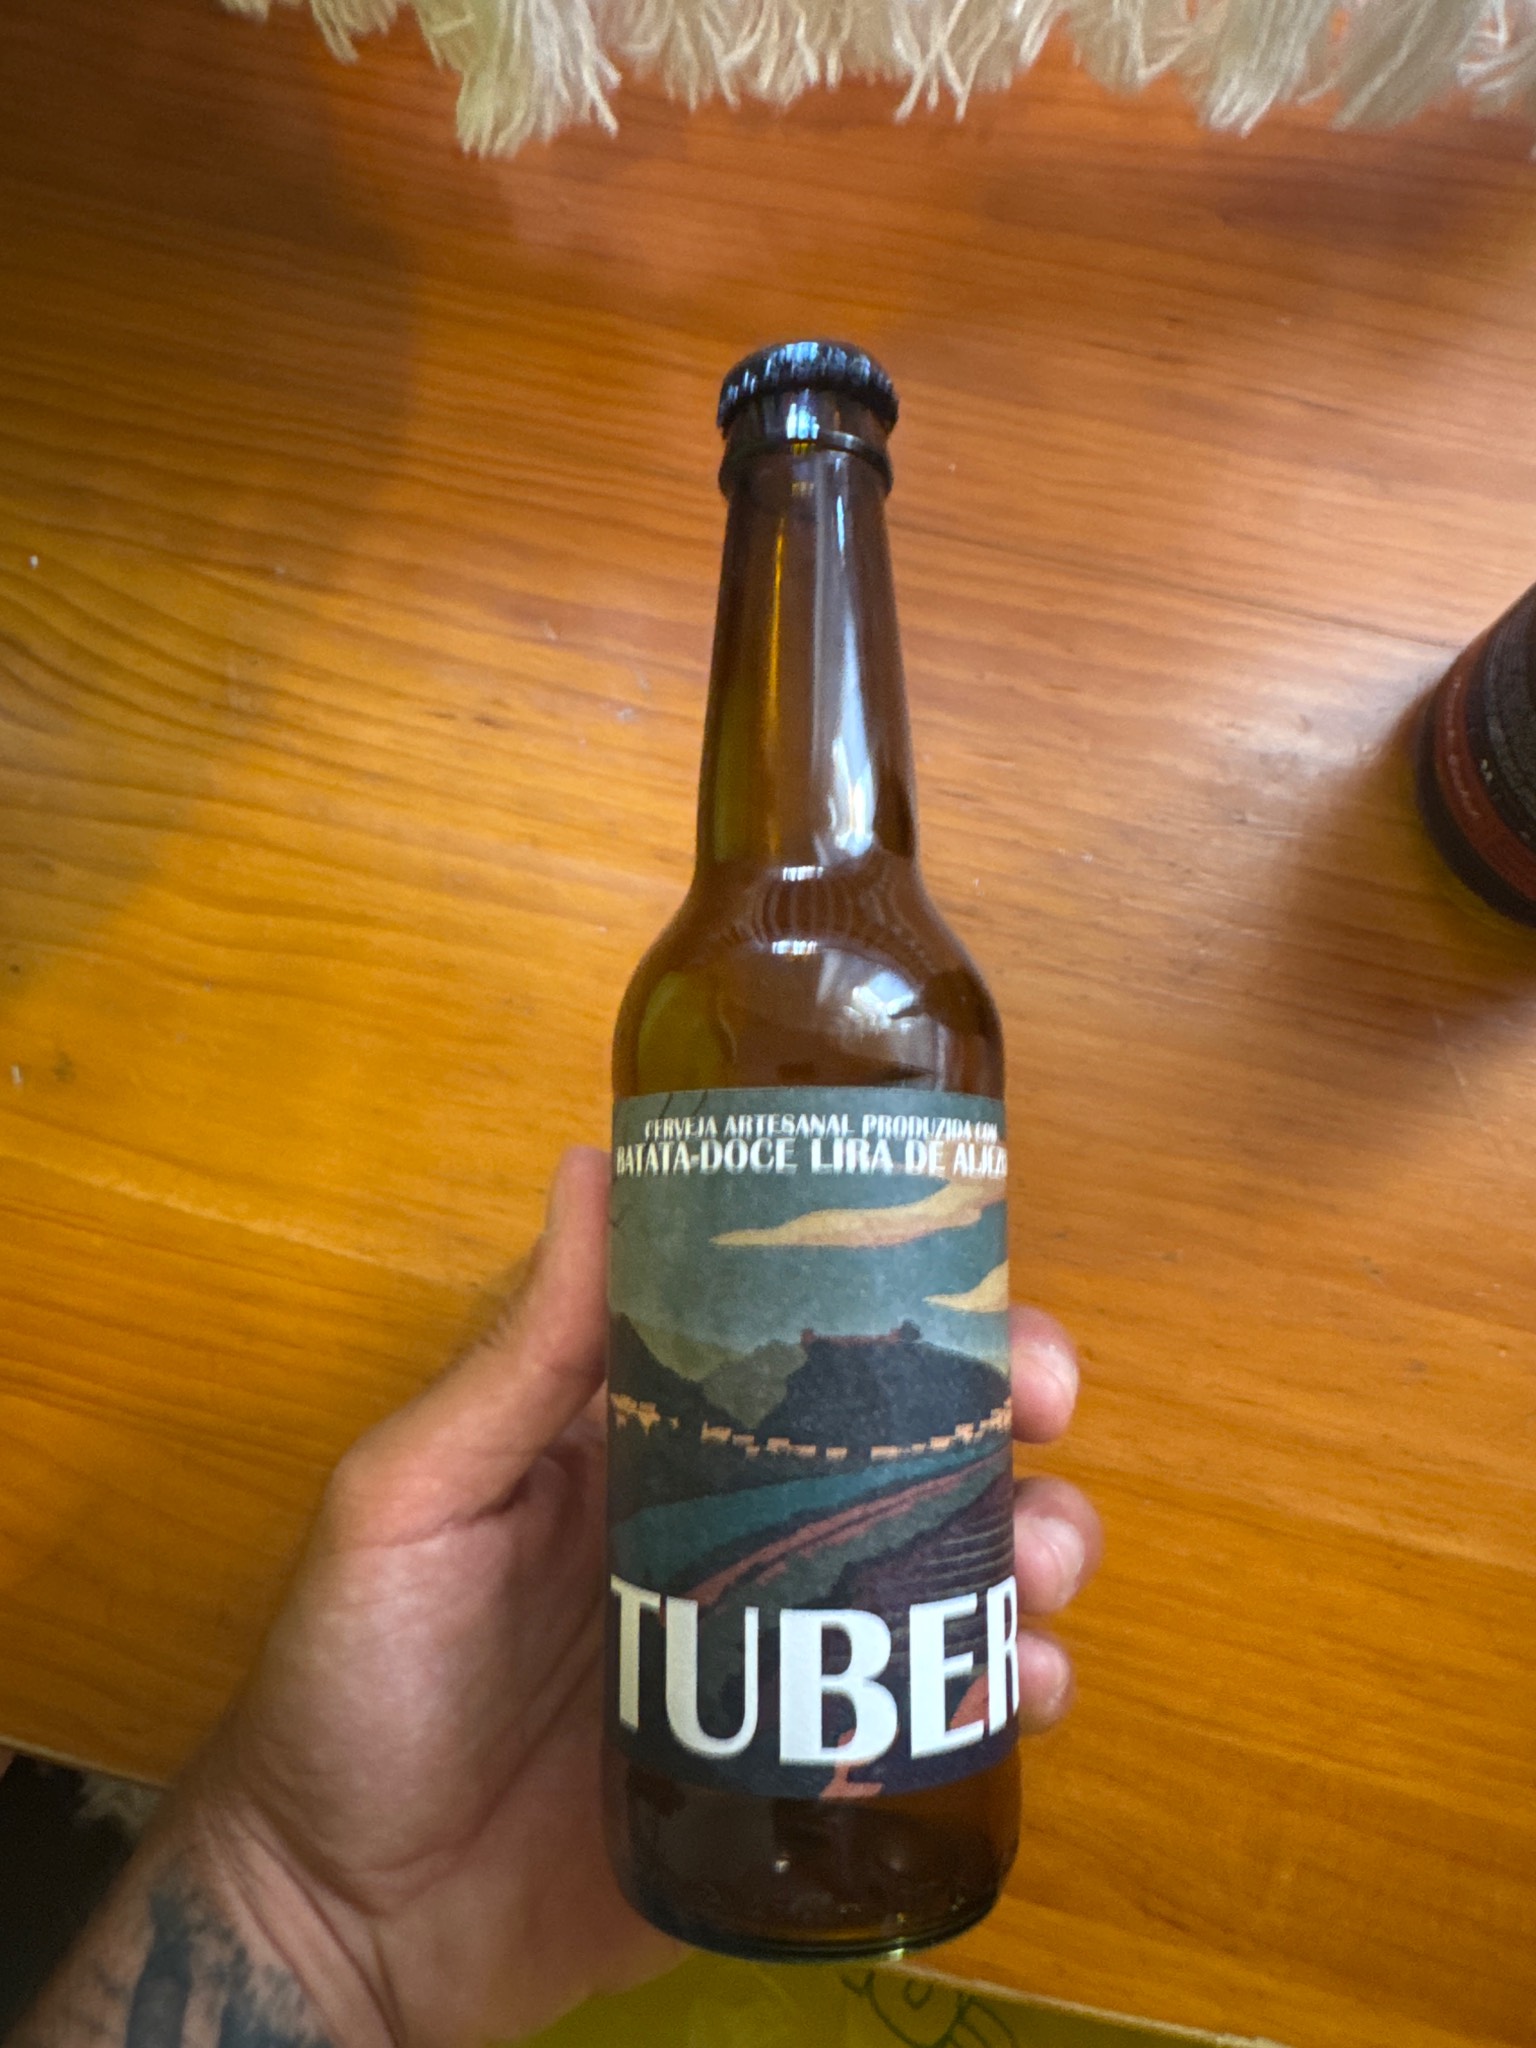 CERVEJA ARTESANAL PRODUZIDA COM
BATATA-DOCE LIRA DE
TUBER